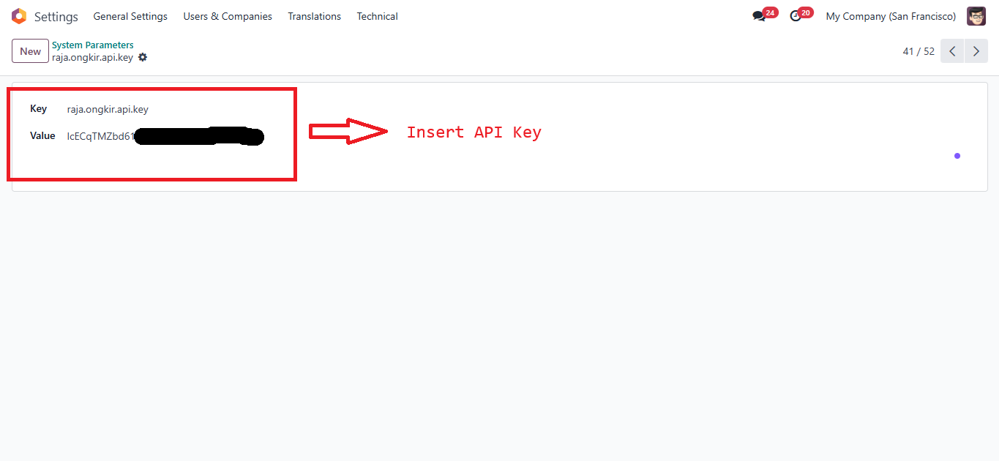 Settings General Settings Users & Companies Translations Technical 24 20 My Company (San Francisco)
New
System Parameters
raja.ongkir.api.key
41 / 52
Key raja.ongkir.api.key
Value IcECqTMZbd61
Insert API Key